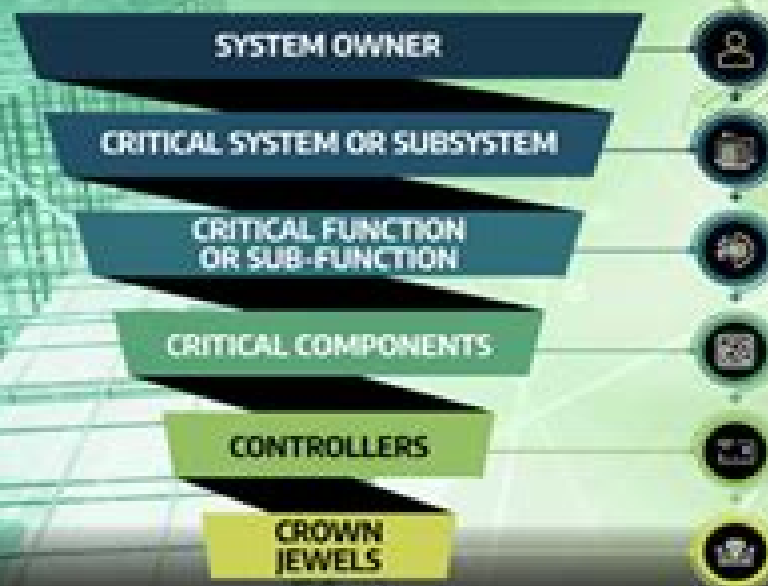 SYSTEM OWNER
CRITICAL SYSTEM OR SUBSYSTEM
CRITICAL FUNCTION
OR SUB-FUNCTION
CRITICAL COMPONENTS
CONTROLLERS
CROWN
JEWELS